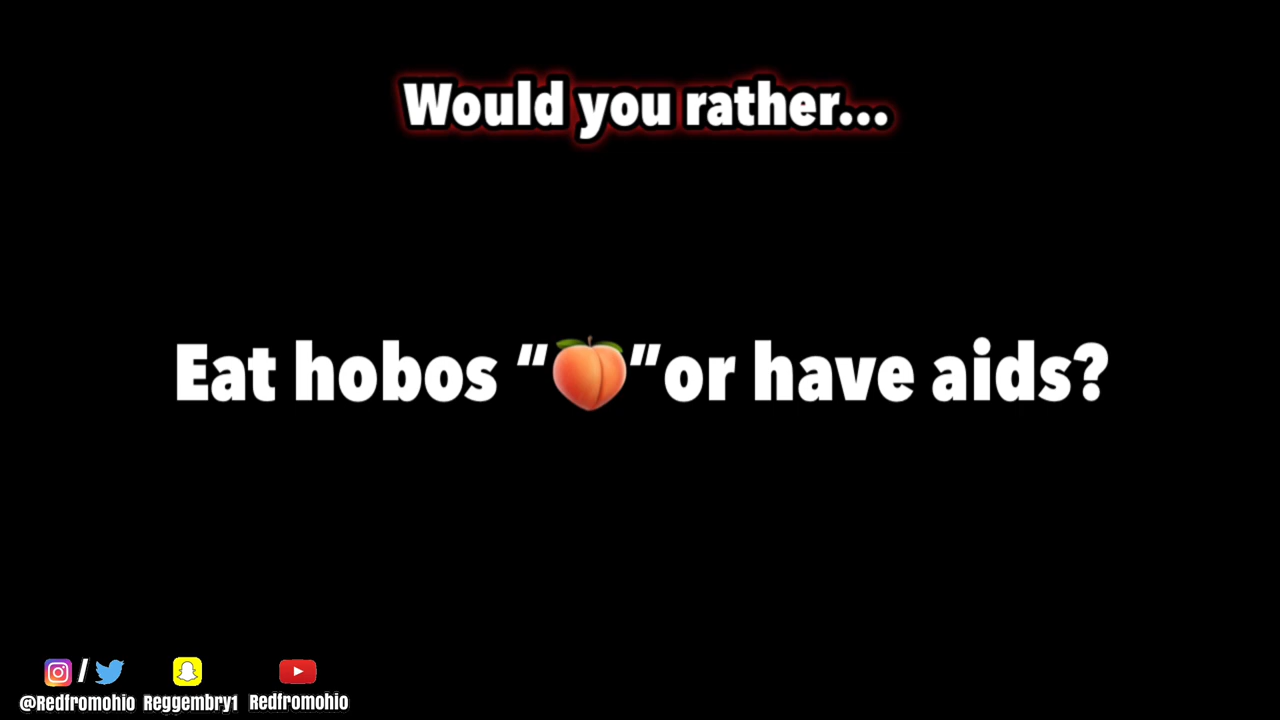 Would you rather...
Eat hobos "🍑"or have aids?
/
@Redfromohio Reggembry1 Redfromohio